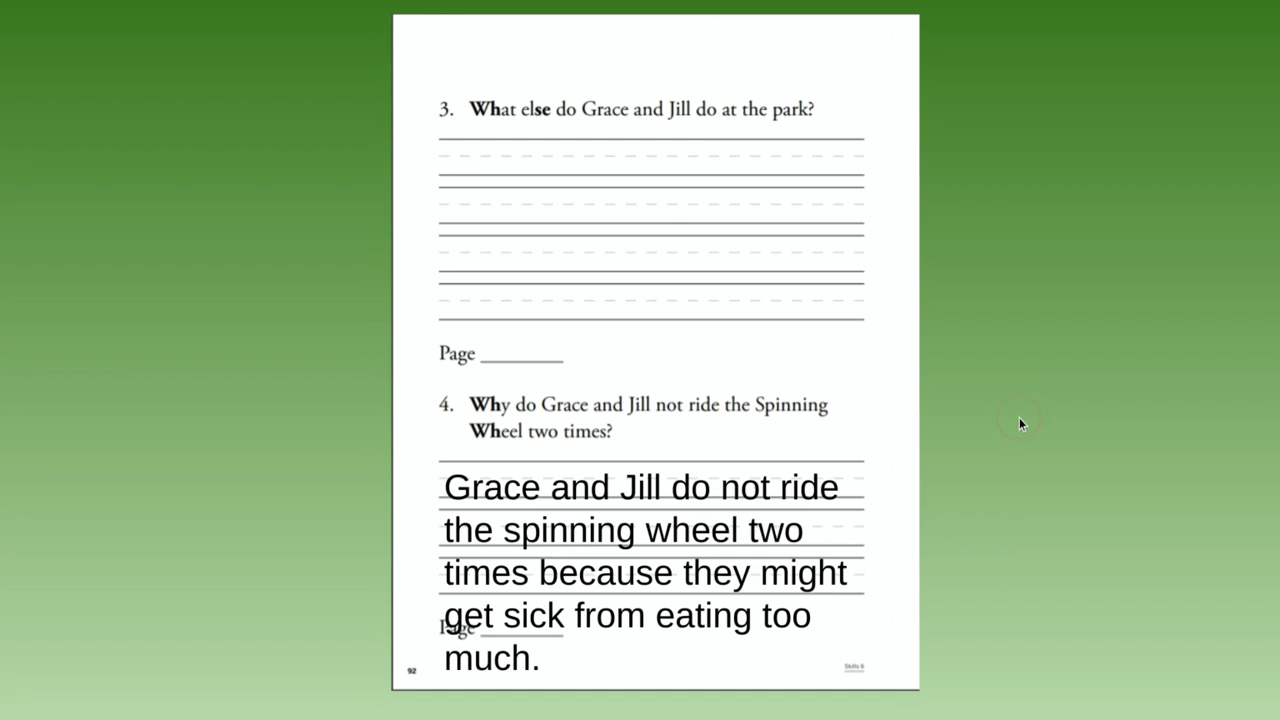 3. What else do Grace and Jill do at the park?
Page
4. Why do Grace and Jill not ride the Spinning
Wheel two times?
Grace and Jill do not ride
the spinning wheel two
times because they might
get sick from eating too
much.
Page
92
Skills 8